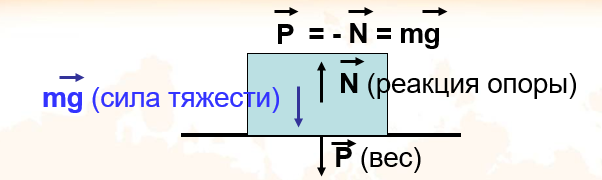 P = - N = mg
N (реакция опоры)
mg (сила тяжести)
P (вес)